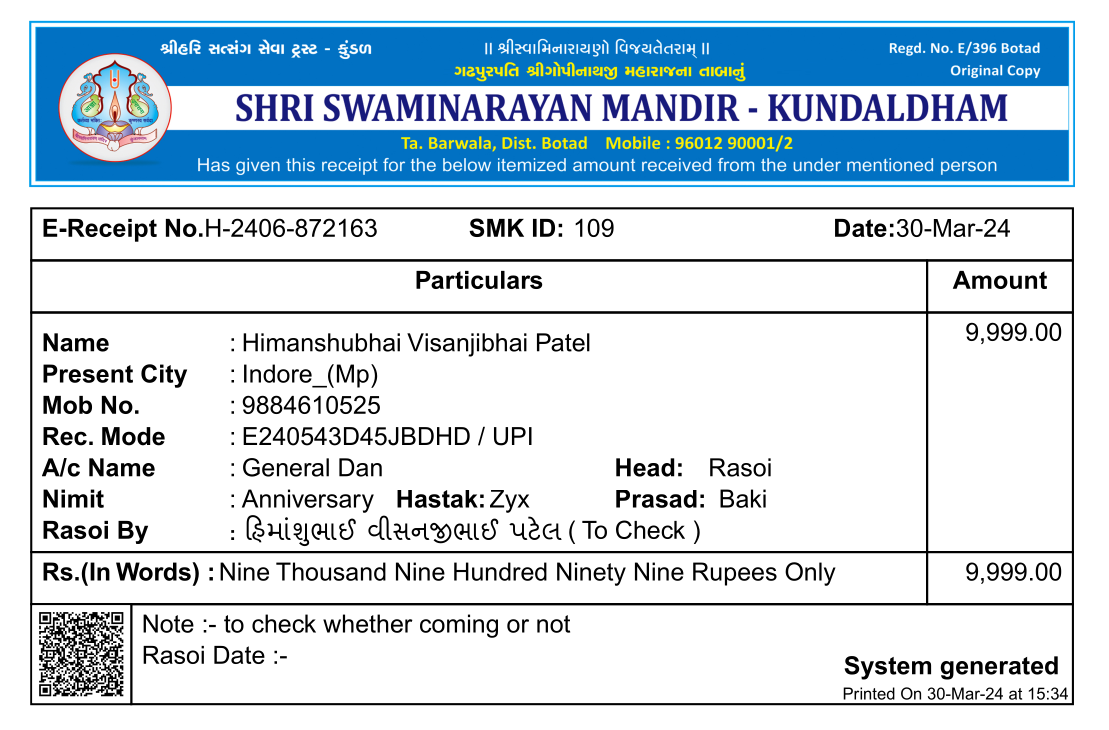 શ્રીહરિ સત્સંગ સેવા ટ્રસ્ટ - કુંડળ
|| શ્રીસ્વામિનારાયણો વિજયતેતરામ્ ||
Regd. No. E/396 Botad
ગઢપુરપતિ શ્રીગોપીનાથજી મહારાજના તાબાનું
Original Copy
SHRI SWAMINARAYAN MANDIR - KUNDALDHAM
Ta. Barwala, Dist. Botad Mobile : 96012 90001/2
Has given this receipt for the below itemized amount received from the under mentioned person
E-Receipt No.H-2406-872163 SMK ID: 109 Date:30-Mar-24
Particulars Amount
9,999.00
Name : Himanshubhai Visanjibhai Patel
Present City : Indore_(Mp)
Mob No. : 9884610525
Rec. Mode : E240543D45JBDHD / UPI
A/c Name : General Dan Head: Rasoi
Nimit : Anniversary Hastak: Zyx Prasad: Baki
Rasoi By : હિમાંશુભાઈ વીસનજીભાઈ પટેલ ( To Check )
Rs.(In Words) : Nine Thousand Nine Hundred Ninety Nine Rupees Only 9,999.00
Note :- to check whether coming or not
Rasoi Date :-
System generated
Printed On 30-Mar-24 at 15:34